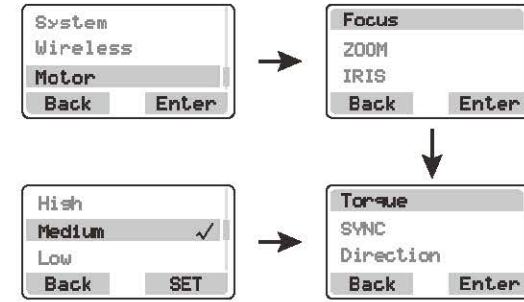 System
Wireless
Motor
Back Enter
Focus
ZOOM
IRIS
Back Enter
High
Medium ✓
Low
Back SET
Torque
SYNC
Direction
Back Enter